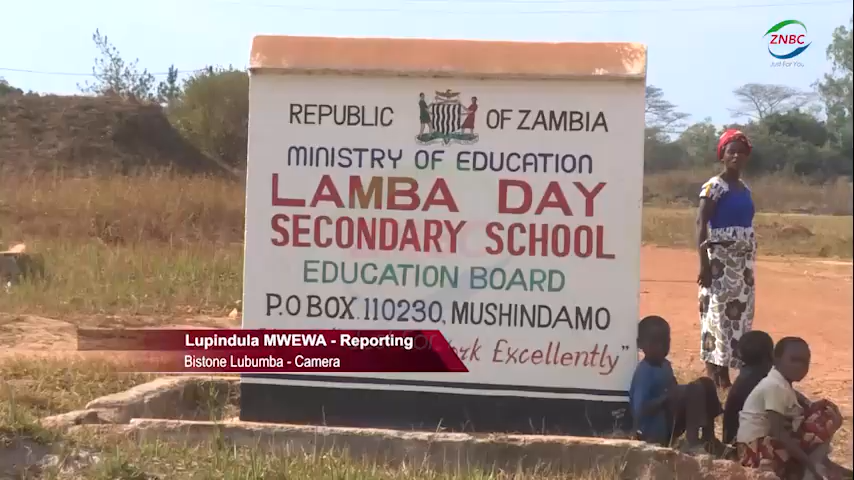 ZNBC
Just For You
REPUBLIC OF ZAMBIA
MINISTRY OF EDUCATION
LAMBA DAY
SECONDARY SCHOOL
EDUCATION BOARD
P.O BOX 110230, MUSHINDAMO
Excellently"
Lupindula MWEWA - Reporting
Bistone Lubumba - Camera